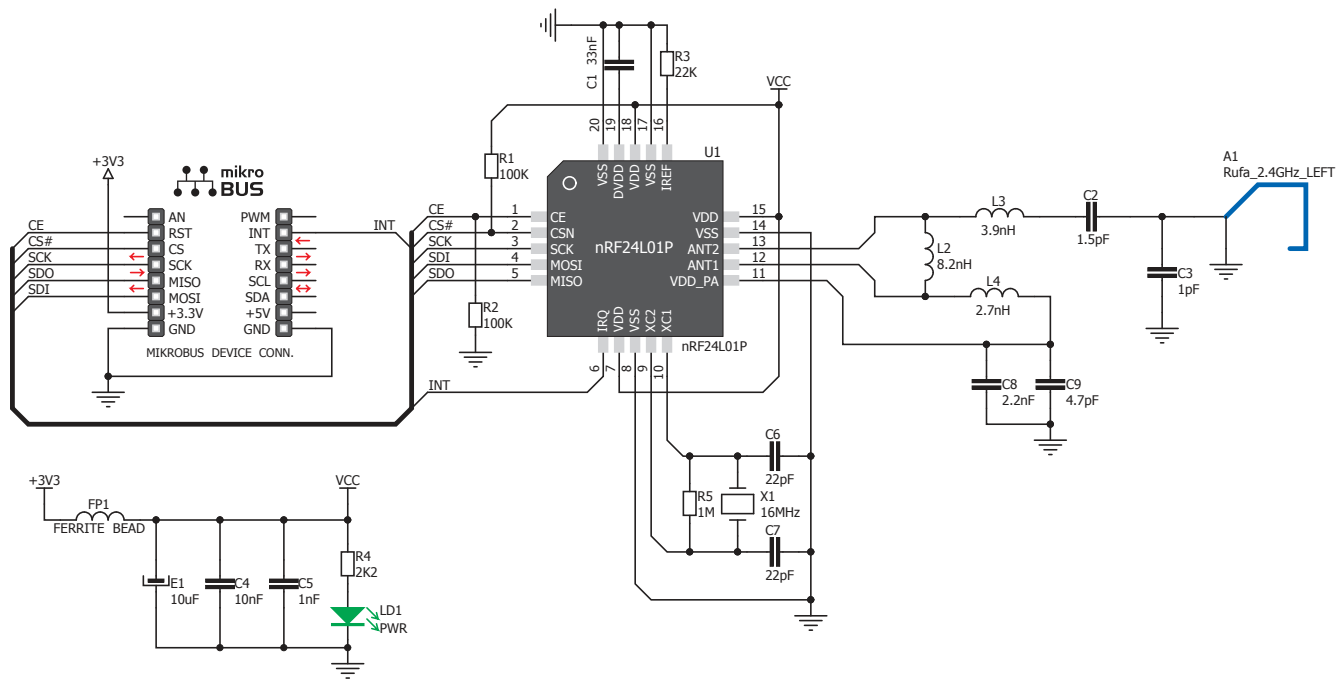 C1 33nF
R3
22K
VCC
20
19
18
17
16
U1
VSS
DVDD
VDD
VSS
IREF
R1
100K
A1
Rufa_2.4GHz_LEFT
+3V3
mikro
BUS
AN
RST
CS
SCK
MISO
MOSI
+3.3V
GND
PWM
INT
TX
RX
SCL
SDA
+5V
GND
MIKROBUS DEVICE CONN.
CE
CS#
SCK
SDO
SDI
INT
CE
CS#
SCK
SDI
SDO
1
2
3
4
5
CE
CSN
SCK
MOSI
MISO
nRF24L01P
VDD
VSS
ANT2
ANT1
VDD_PA
15
14
13
12
11
L3
3.9nH
C2
1.5pF
L2
8.2nH
L4
2.7nH
C3
1pF
R2
100K
IRQ
VDD
VSS
XC2
XC1
nRF24L01P
6
7
8
9
10
INT
C8
2.2nF
C9
4.7pF
C6
22pF
R5
1M
X1
16MHz
C7
22pF
+3V3
FP1
FERRITE BEAD
VCC
R4
2K2
E1
10uF
C4
10nF
C5
1nF
LD1
PWR